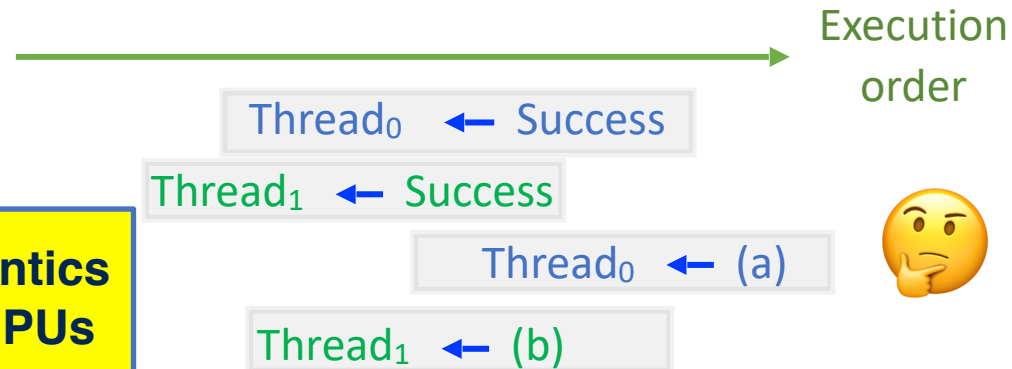 Execution
order
Thread₀ ← Success
Thread₁ ← Success
Thread₀ ← (a)
ntics
PUs
Thread₁ ← (b)